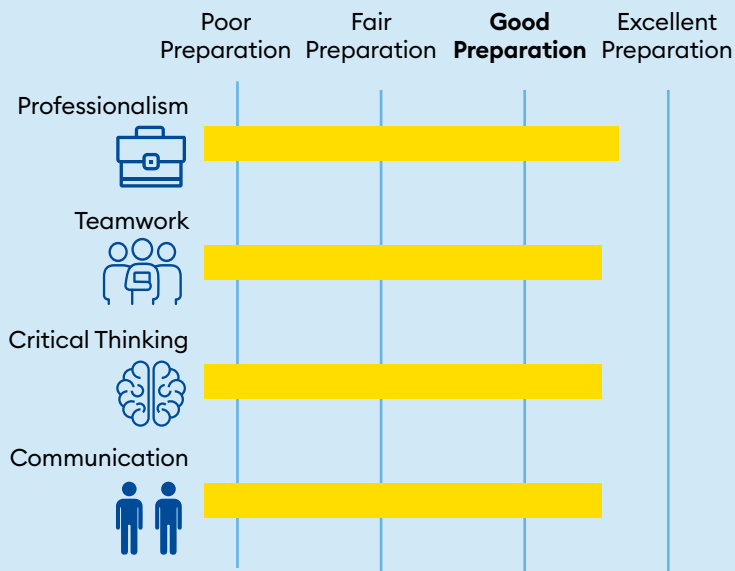 Poor
Preparation
Fair
Preparation
Good
Preparation
Excellent
Preparation
Professionalism
Teamwork
Critical Thinking
Communication